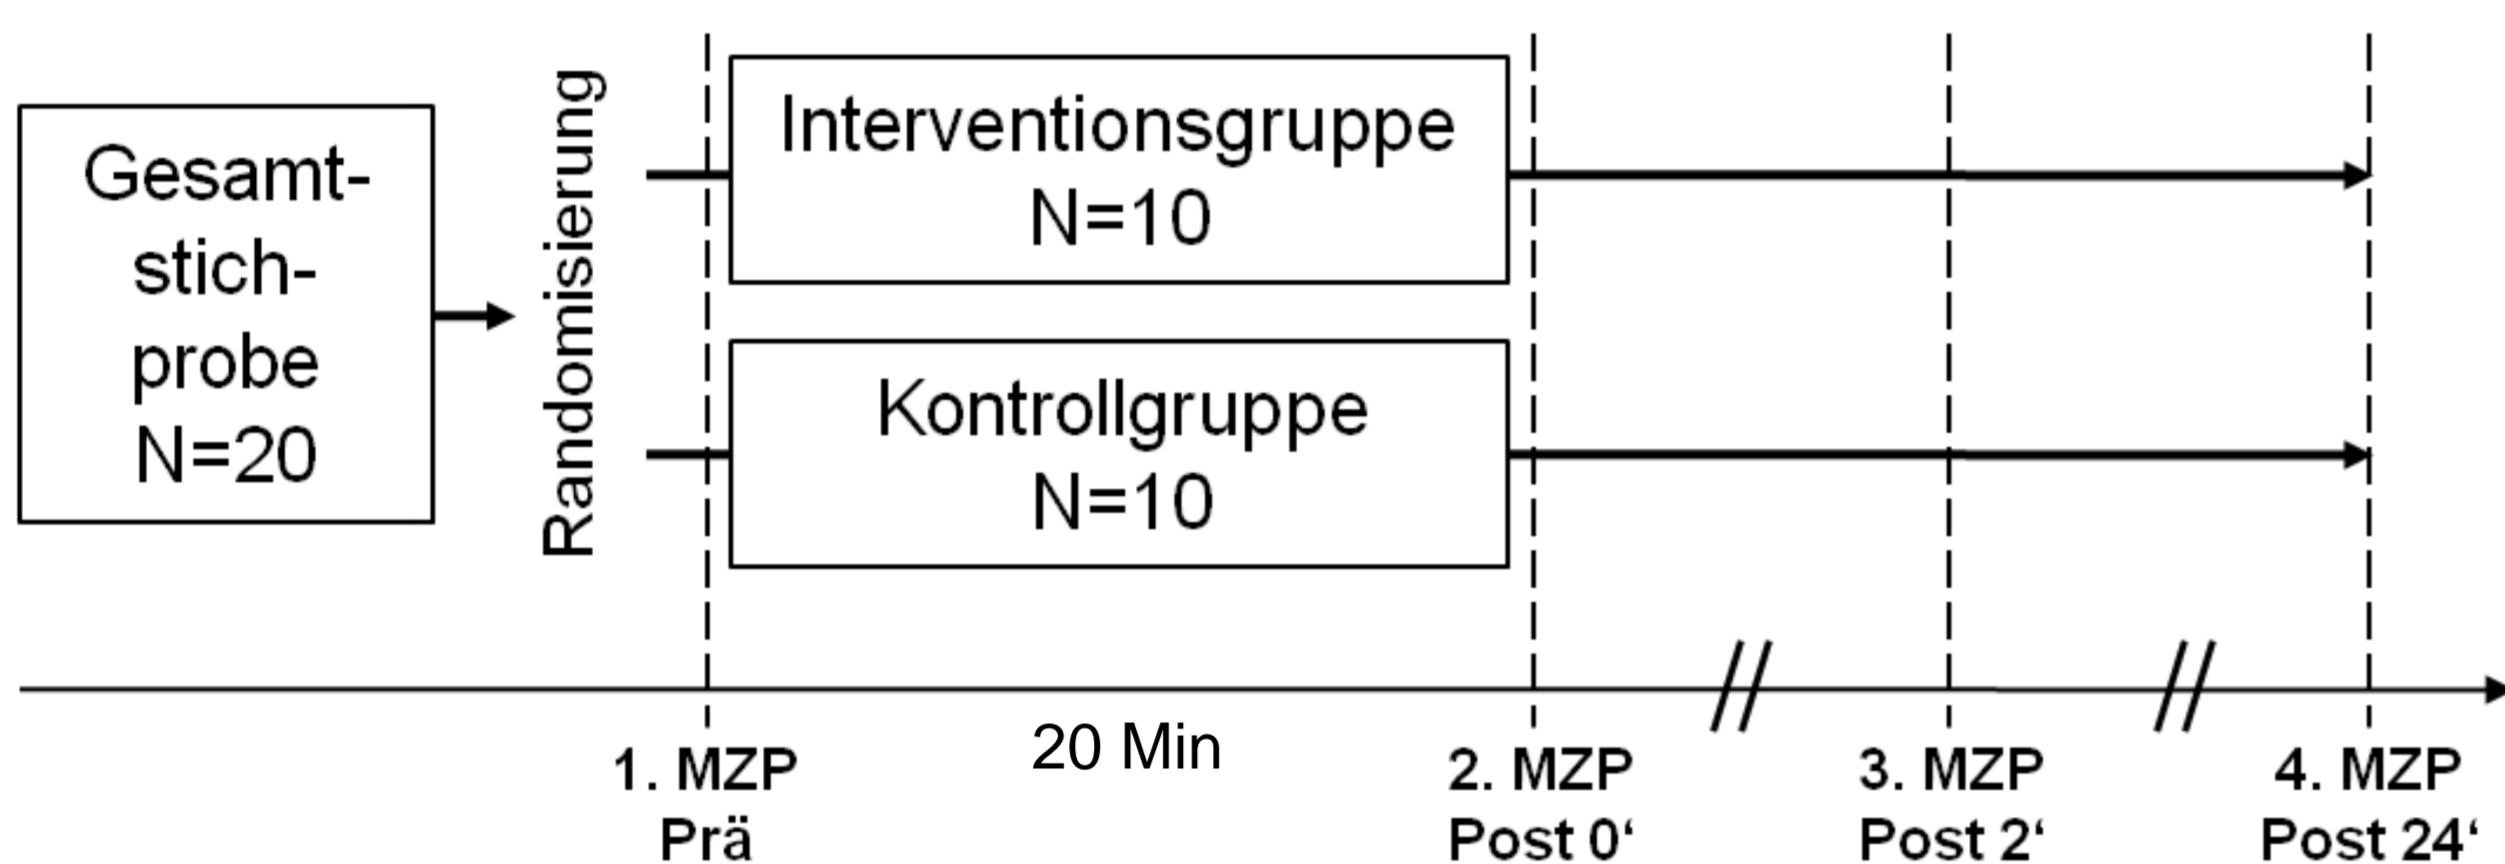 Gesamt-
stich-
probe
N=20
Randomisierung
Interventionsgruppe
N=10
Kontrollgruppe
N=10
20 Min
1. MZP
Prä
2. MZP
Post 0‘
3. MZP
Post 2‘
4. MZP
Post 24‘